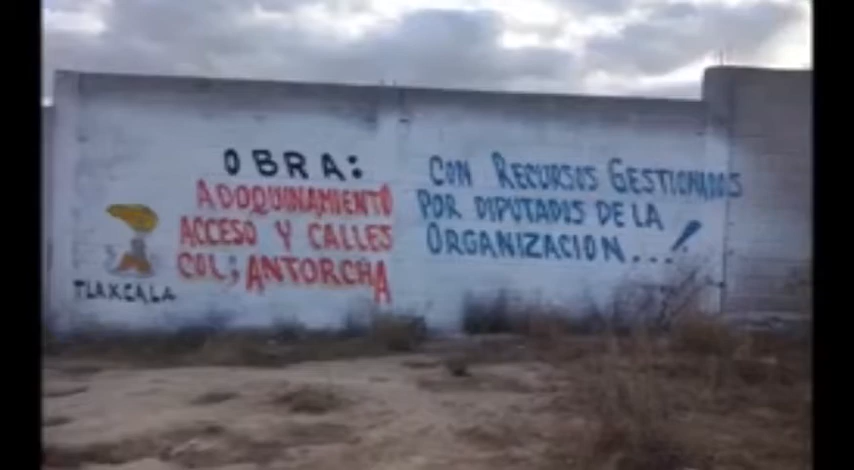 OBRA:
ADOQUINAMIENTO
ACCESO Y CALLES
COL; ANTORCHA
TLAXCALA
CON RECURSOS GESTIONADOS
POR DIPUTADOS DE LA
ORGANIZACION...!